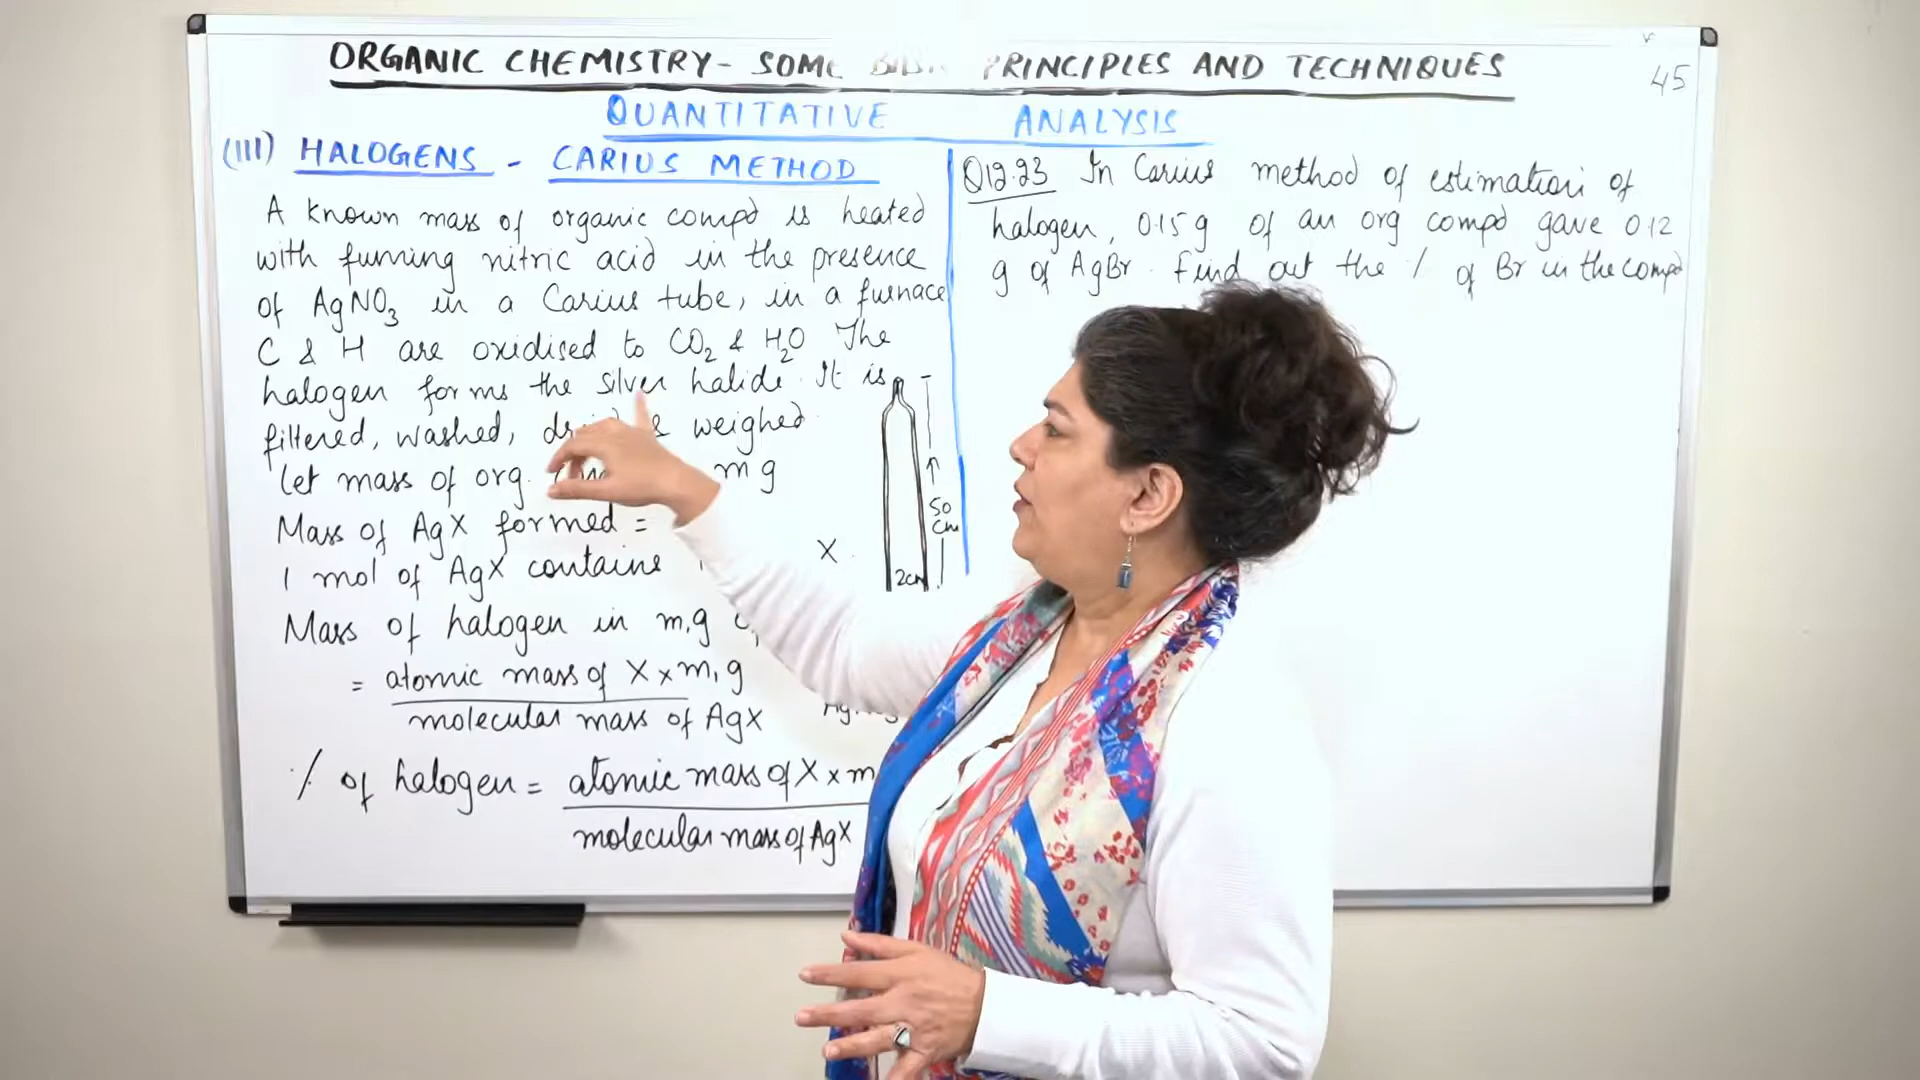 ORGANIC CHEMISTRY - SOME PRINCIPLES AND TECHNIQUES
45
QUANTITATIVE ANALYSIS
(III) HALOGENS - CARIUS METHOD
A known mass of organic compd is heated
with fuming nitric acid in the presence
of AgNO3 in a Carius tube, in a furnace
C & H are oxidised to CO2 & H2O The
halogen forms the silver halide. It is
filtered, washed, & weighed
Let mass of org. m g
Mass of AgX formed =
1 mol of AgX contains X
Mass of halogen in m1g
= atomic mass of X x m1g
molecular mass of AgX
% of halogen = atomic mass of X x m
molecular mass of AgX
50
cm
2cm
Q12.23 In Carius method of estimation of
halogen, 0.15 g of an org compd gave 0.12
g of AgBr. Find out the % of Br in the compd